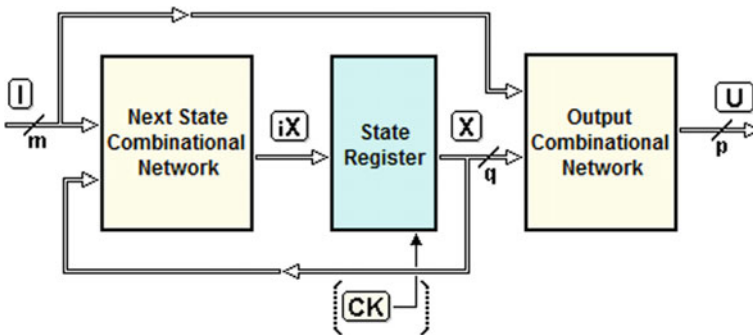 I
m
Next State
Combinational
Network
iX
State
Register
X
q
Output
Combinational
Network
U
p
CK